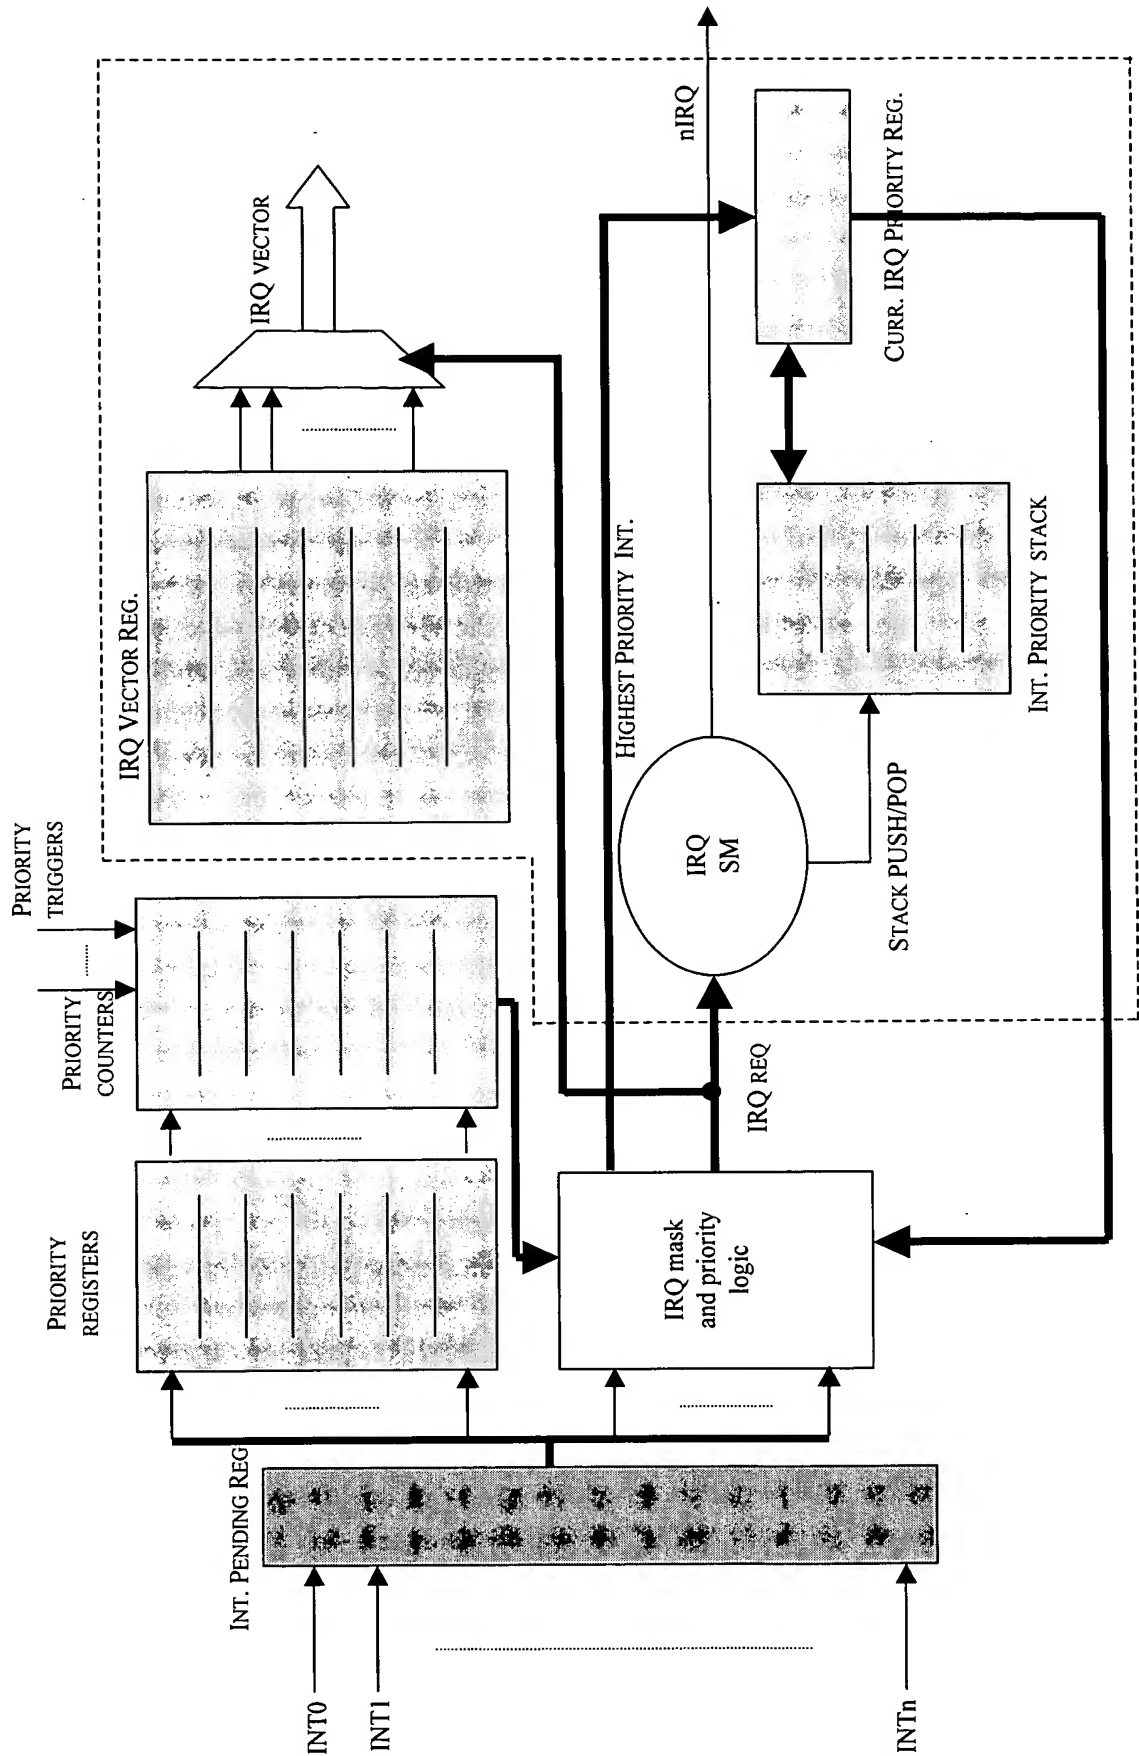 INT0
INT1
INTn
INT. PENDING REG
PRIORITY
REGISTERS
PRIORITY
COUNTERS
PRIORITY
TRIGGERS
IRQ mask
and priority
logic
IRQ REQ
IRQ
SM
STACK PUSH/POP
HIGHEST PRIORITY INT.
IRQ VECTOR REG.
IRQ VECTOR
nIRQ
INT. PRIORITY STACK
CURR. IRQ PRIORITY REG.